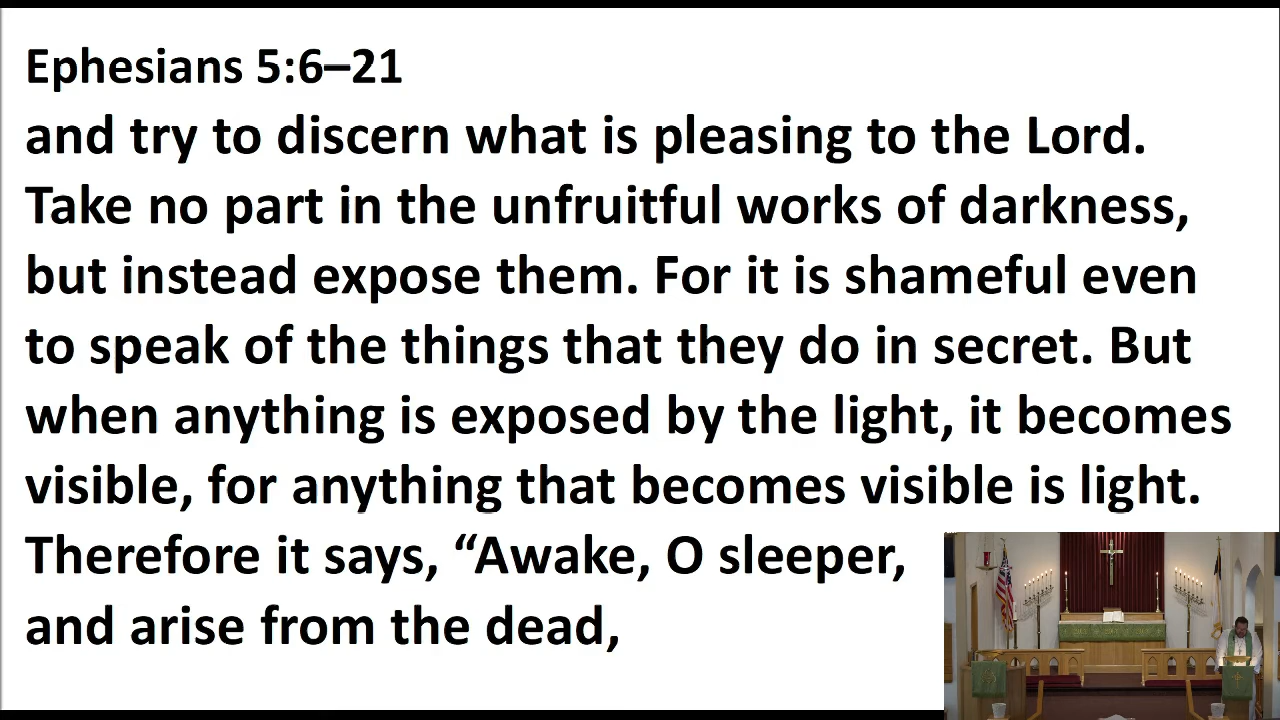 Ephesians 5:6–21
and try to discern what is pleasing to the Lord.
Take no part in the unfruitful works of darkness,
but instead expose them. For it is shameful even
to speak of the things that they do in secret. But
when anything is exposed by the light, it becomes
visible, for anything that becomes visible is light.
Therefore it says, “Awake, O sleeper,
and arise from the dead,